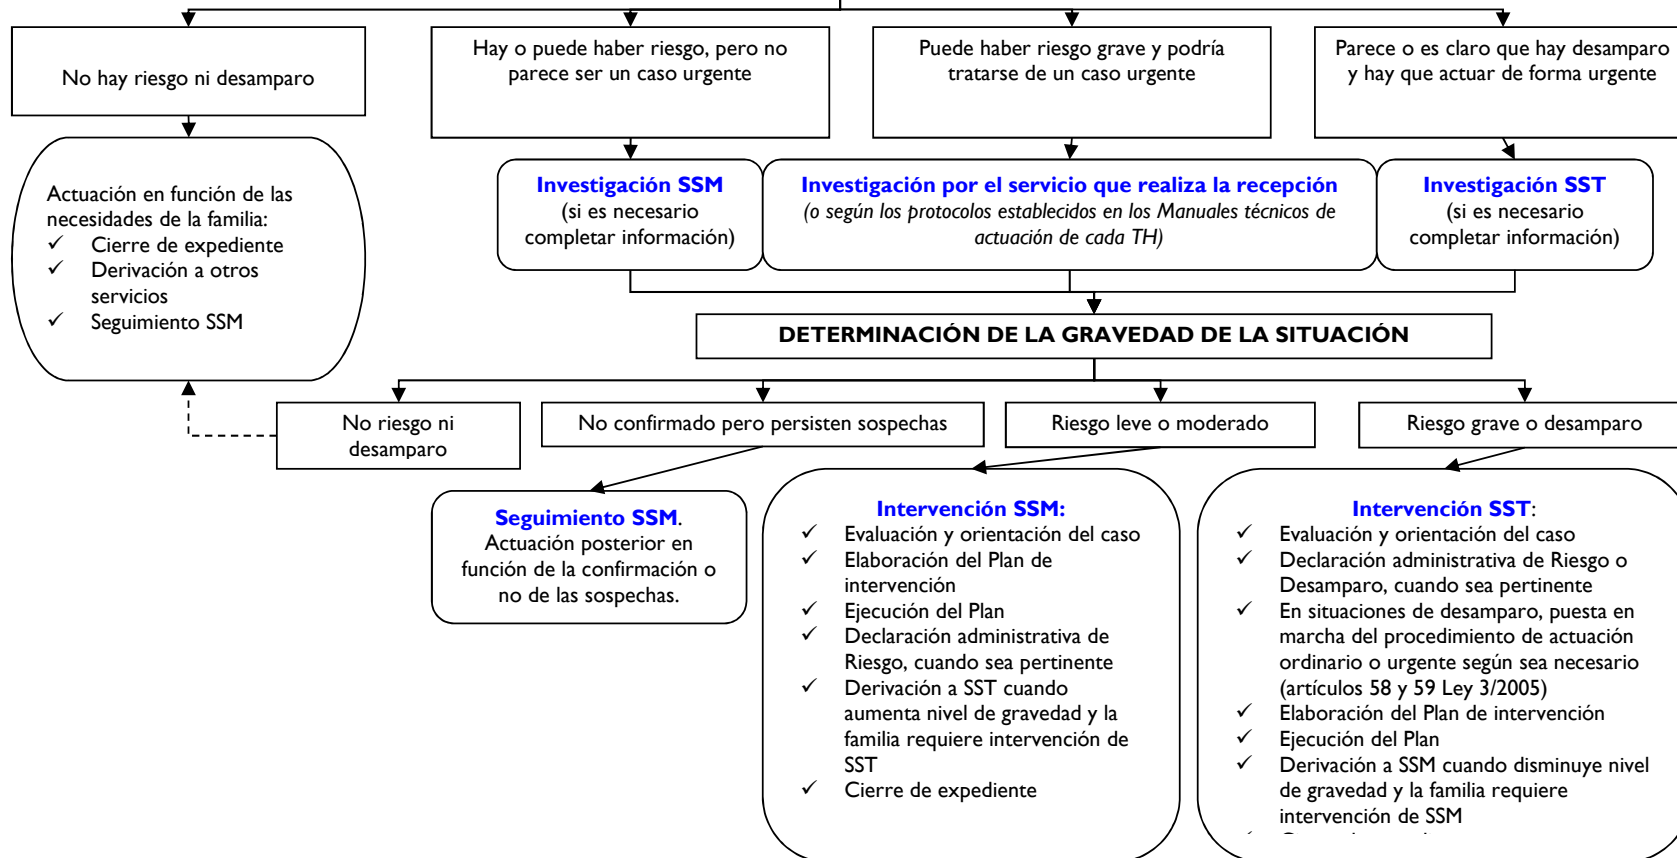 No hay riesgo ni desamparo
Hay o puede haber riesgo, pero no
parece ser un caso urgente
Puede haber riesgo grave y podría
tratarse de un caso urgente
Parece o es claro que hay desamparo
y hay que actuar de forma urgente
Actuación en función de las
necesidades de la familia:
✓ Cierre de expediente
✓ Derivación a otros
servicios
✓ Seguimiento SSM
Investigación SSM
(si es necesario
completar información)
Investigación por el servicio que realiza la recepción
(o según los protocolos establecidos en los Manuales técnicos de
actuación de cada TH)
Investigación SST
(si es necesario
completar información)
DETERMINACIÓN DE LA GRAVEDAD DE LA SITUACIÓN
No riesgo ni
desamparo
No confirmado pero persisten sospechas
Riesgo leve o moderado
Riesgo grave o desamparo
Seguimiento SSM.
Actuación posterior en
función de la confirmación o
no de las sospechas.
Intervención SSM:
✓ Evaluación y orientación del caso
✓ Elaboración del Plan de
intervención
✓ Ejecución del Plan
✓ Declaración administrativa de
Riesgo, cuando sea pertinente
✓ Derivación a SST cuando
aumenta nivel de gravedad y la
familia requiere intervención de
SST
✓ Cierre de expediente
Intervención SST:
✓ Evaluación y orientación del caso
✓ Declaración administrativa de Riesgo o
Desamparo, cuando sea pertinente
✓ En situaciones de desamparo, puesta en
marcha del procedimiento de actuación
ordinario o urgente según sea necesario
(artículos 58 y 59 Ley 3/2005)
✓ Elaboración del Plan de intervención
✓ Ejecución del Plan
✓ Derivación a SSM cuando disminuye nivel
de gravedad y la familia requiere
intervención de SSM